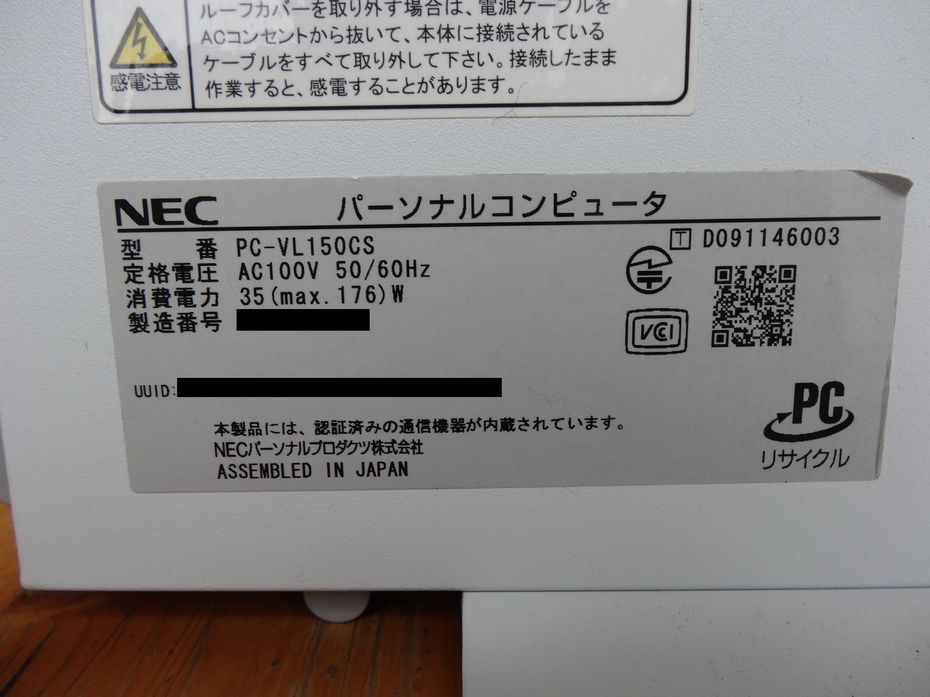 ルーフカバーを取り外す場合は、電源ケーブルを
ACコンセントから抜いて、本体に接続されている
ケーブルをすべて取り外して下さい。接続したまま
作業すると、感電することがあります。
感電注意
NEC パーソナルコンピュータ
型 番 PC-VL150CS
T D091146003
定格電圧 AC100V 50/60Hz
消費電力 35(max.176)W
製造番号
VCCI
UUID:
本製品には、認証済みの通信機器が内蔵されています。
NECパーソナルプロダクツ株式会社
ASSEMBLED IN JAPAN
PC
リサイクル